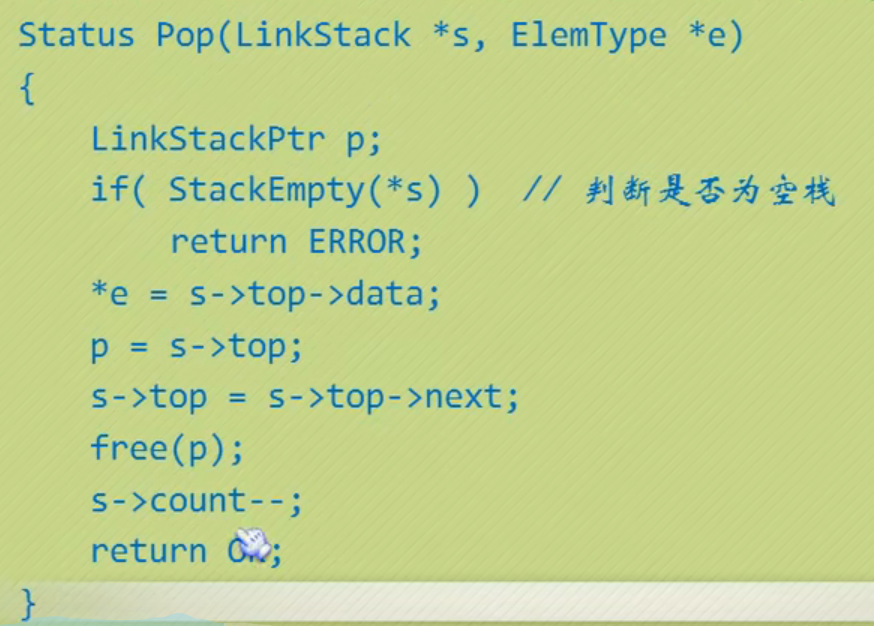 Status Pop(LinkStack *s, ElemType *e)
{
    LinkStackPtr p;
    if( StackEmpty(*s) )  // 判断是否为空栈
        return ERROR;
    *e = s->top->data;
    p = s->top;
    s->top = s->top->next;
    free(p);
    s->count--;
    return OK;
}